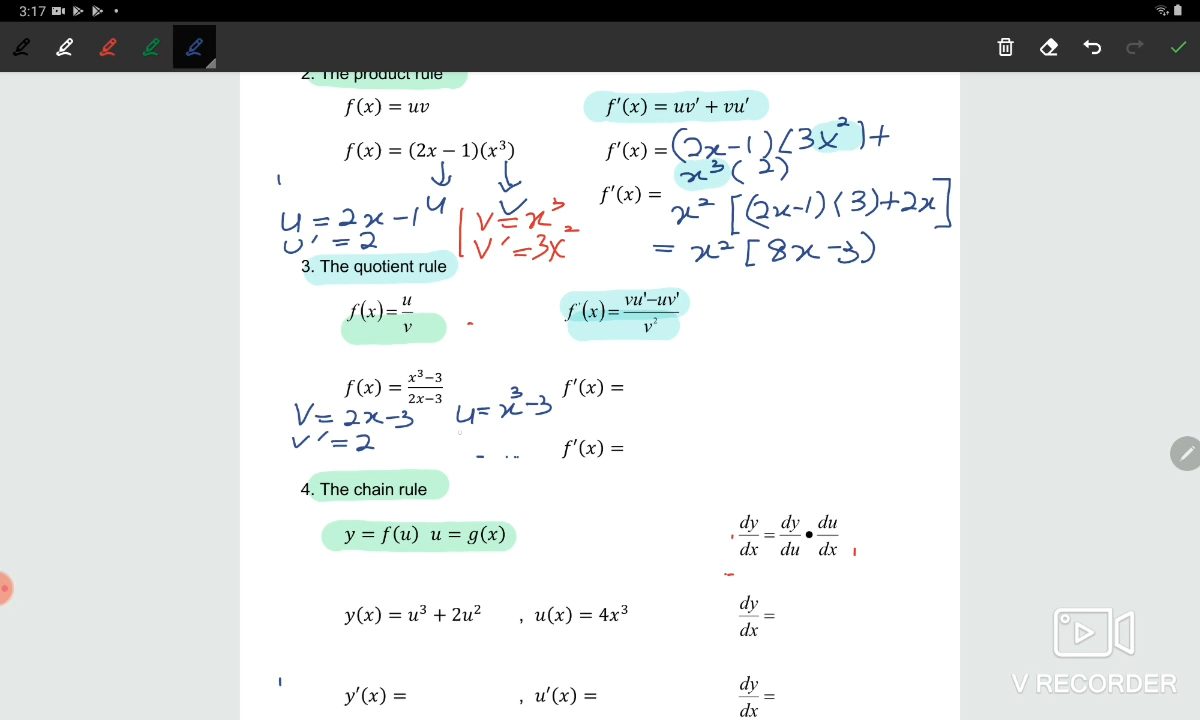 3:17
2. The product rule
f(x) = uv
f'(x) = uv' + vu'
f(x) = (2x − 1)(x³)
f'(x) = (2x-1)(3x²)+
x³(2)
u
v
f'(x) = x²[(2x-1)(3)+2x]
= x²[8x-3)
u = 2x-1
u' = 2
v = x³
v' = 3x²
3. The quotient rule
f(x) = u/v
f'(x) = vu'−uv'/v²
f(x) = x³−3/2x−3
f'(x) =
v = 2x-3
v' = 2
u = x³-3
f'(x) =
4. The chain rule
y = f(u) u = g(x)
dy/dx = dy/du • du/dx
y(x) = u³ + 2u² , u(x) = 4x³
dy/dx =
y'(x) = , u'(x) =
dy/dx =
V RECORDER